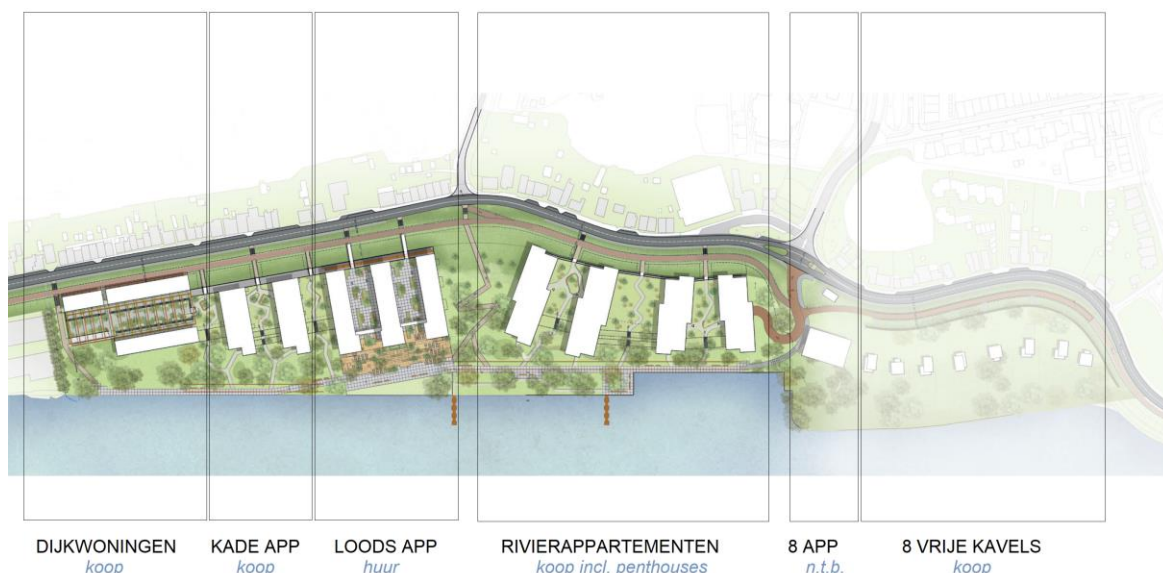 DIJKWONINGEN KADE APP LOODS APP RIVIERAPPARTEMENTEN 8 APP 8 VRIJE KAVELS
koop koop huur koop incl. penthouses n.t.b. koop